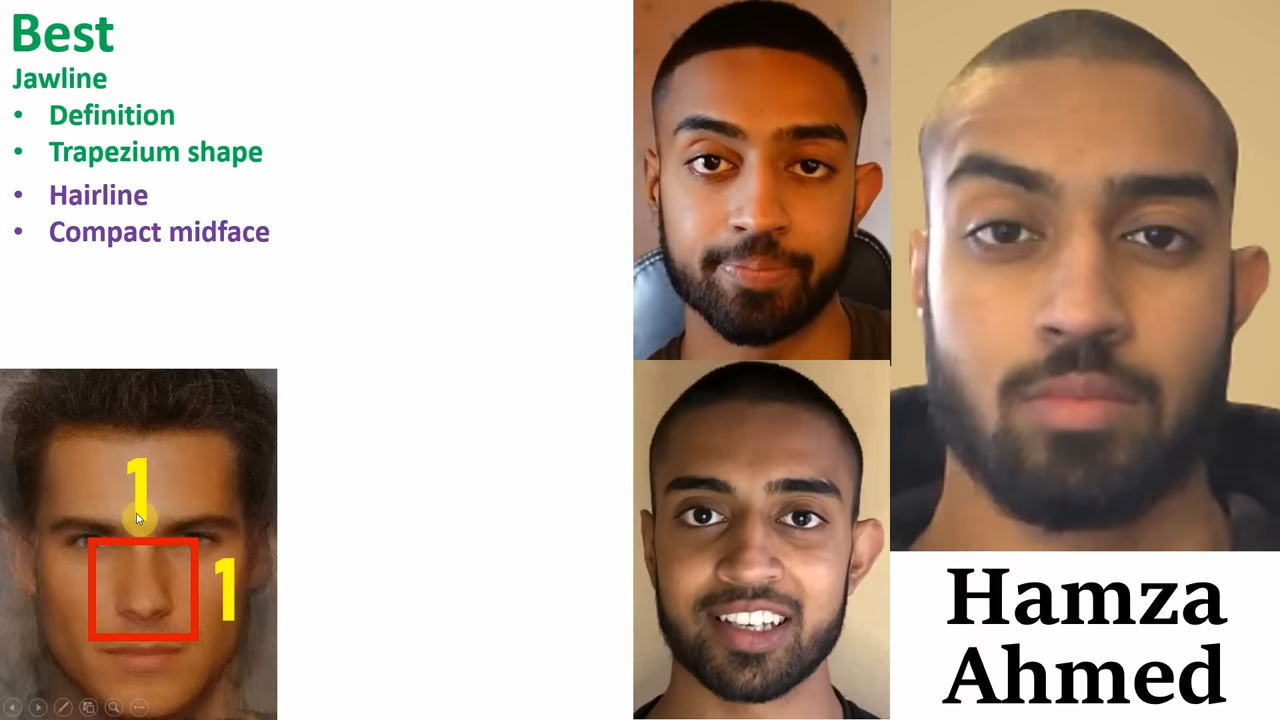 Best
Jawline
• Definition
• Trapezium shape
• Hairline
• Compact midface
1
1
Hamza
Ahmed